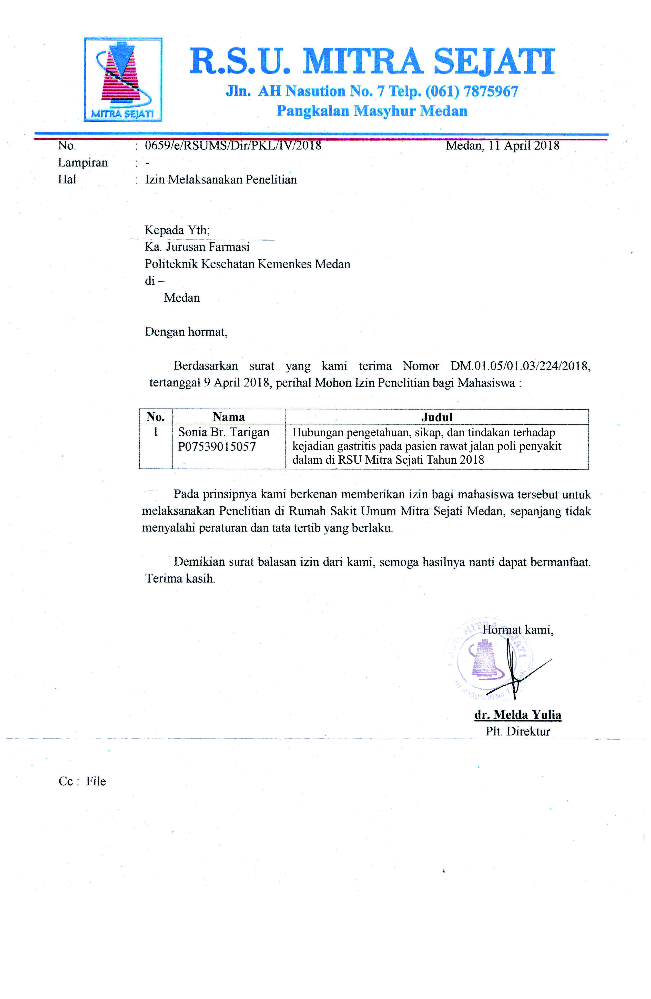 MITRA SEJATI
R.S.U. MITRA SEJATI
Jln. AH Nasution No. 7 Telp. (061) 7875967
Pangkalan Masyhur Medan
No. : 0659/e/RSUMS/Dir/PKL/IV/2018 Medan, 11 April 2018
Lampiran : -
Hal : Izin Melaksanakan Penelitian
Kepada Yth;
Ka. Jurusan Farmasi
Politeknik Kesehatan Kemenkes Medan
di –
Medan
Dengan hormat,
Berdasarkan surat yang kami terima Nomor DM.01.05/01.03/224/2018,
tertanggal 9 April 2018, perihal Mohon Izin Penelitian bagi Mahasiswa :
No. Nama Judul
1 Sonia Br. Tarigan Hubungan pengetahuan, sikap, dan tindakan terhadap
P07539015057 kejadian gastritis pada pasien rawat jalan poli penyakit
dalam di RSU Mitra Sejati Tahun 2018
Pada prinsipnya kami berkenan memberikan izin bagi mahasiswa tersebut untuk
melaksanakan Penelitian di Rumah Sakit Umum Mitra Sejati Medan, sepanjang tidak
menyalahi peraturan dan tata tertib yang berlaku.
Demikian surat balasan izin dari kami, semoga hasilnya nanti dapat bermanfaat.
Terima kasih.
Hormat kami,
MITRA SEJATI
NASUTION No. 7
dr. Melda Yulia
Plt. Direktur
Cc : File